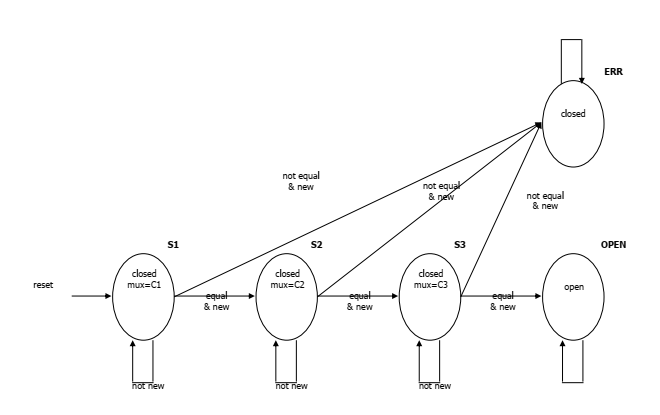 ERR
closed
not equal
& new
not equal
& new
not equal
& new
S1
S2
S3
OPEN
closed
mux=C1
closed
mux=C2
closed
mux=C3
open
reset
equal
& new
equal
& new
equal
& new
not new
not new
not new